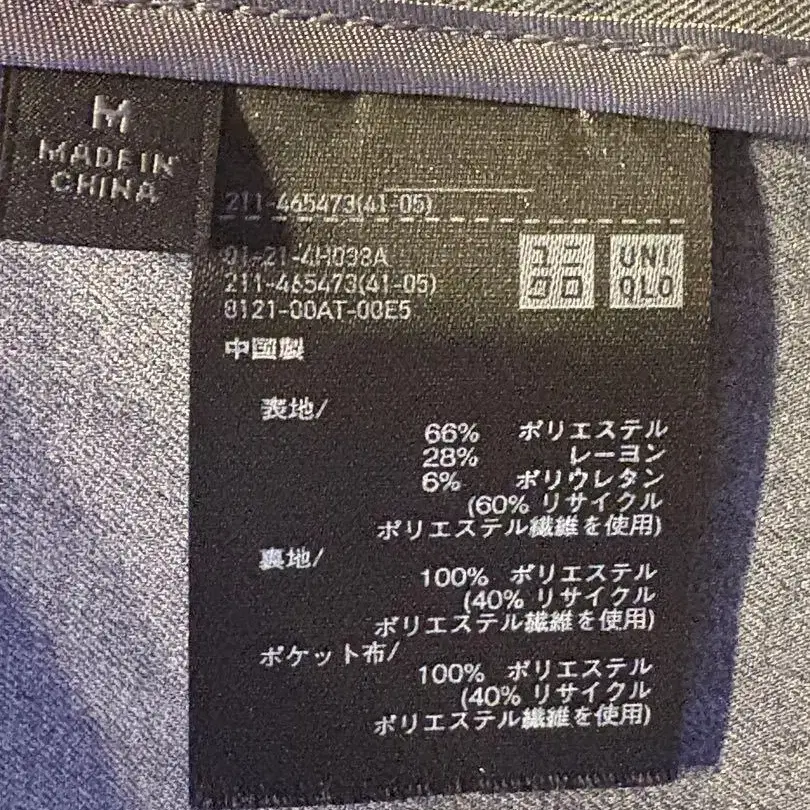 M
MADE IN
CHINA
211-465473(41-05)
01-21-4H038A
211-465473(41-05)
8121-00AT-00E5
ユニ
クロ
UNI
QLO
中国製
表地/
66% ポリエステル
28% レーヨン
6% ポリウレタン
(60% リサイクル
ポリエステル繊維を使用)
裏地/
100% ポリエステル
(40% リサイクル
ポリエステル繊維を使用)
ポケット布/
100% ポリエステル
(40% リサイクル
ポリエステル繊維を使用)